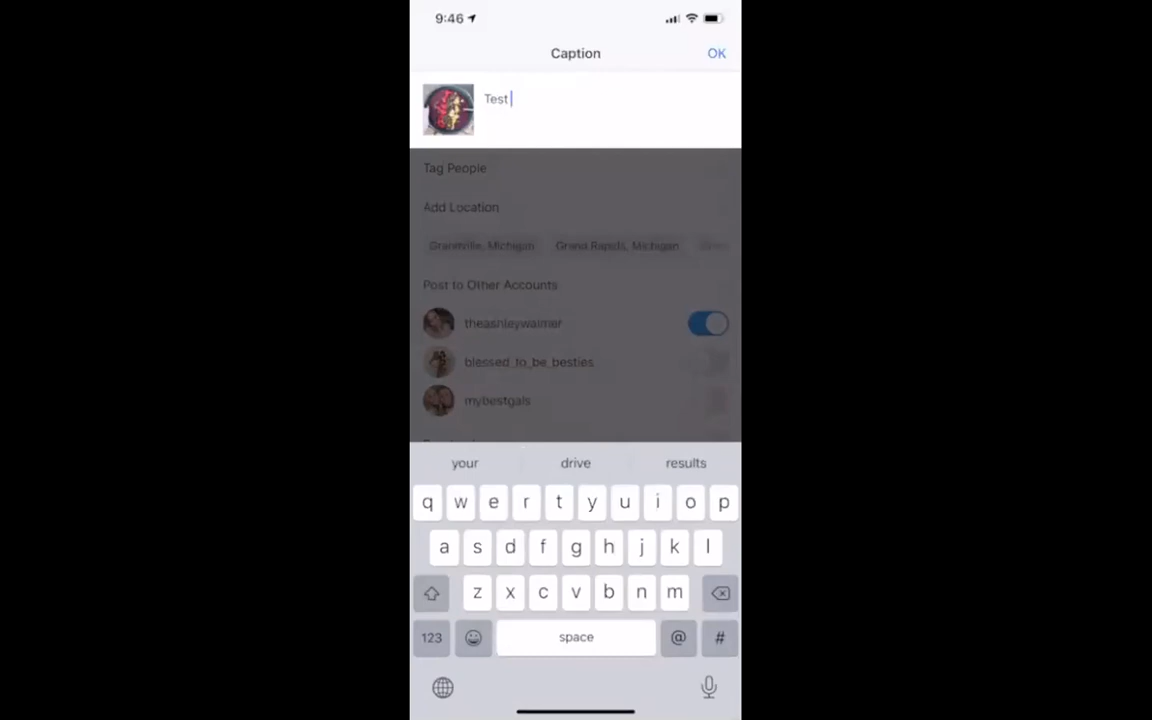 9:46
Caption
OK
Test
Tag People
Add Location
Grandville, Michigan Grand Rapids, Michigan
Post to Other Accounts
theashleywalmer
blessed_to_be_besties
mybestgals
your drive results
q w e r t y u i o p
a s d f g h j k l
z x c v b n m
123 space @ #